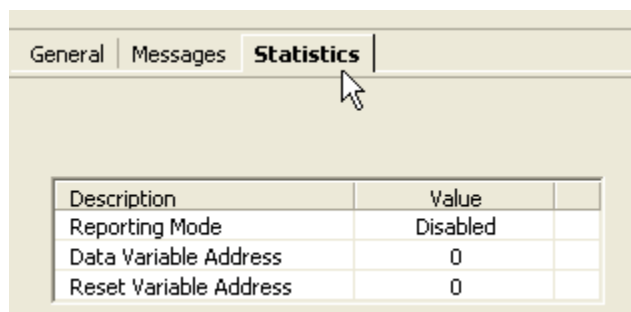 General Messages Statistics
Description Value
Reporting Mode Disabled
Data Variable Address 0
Reset Variable Address 0